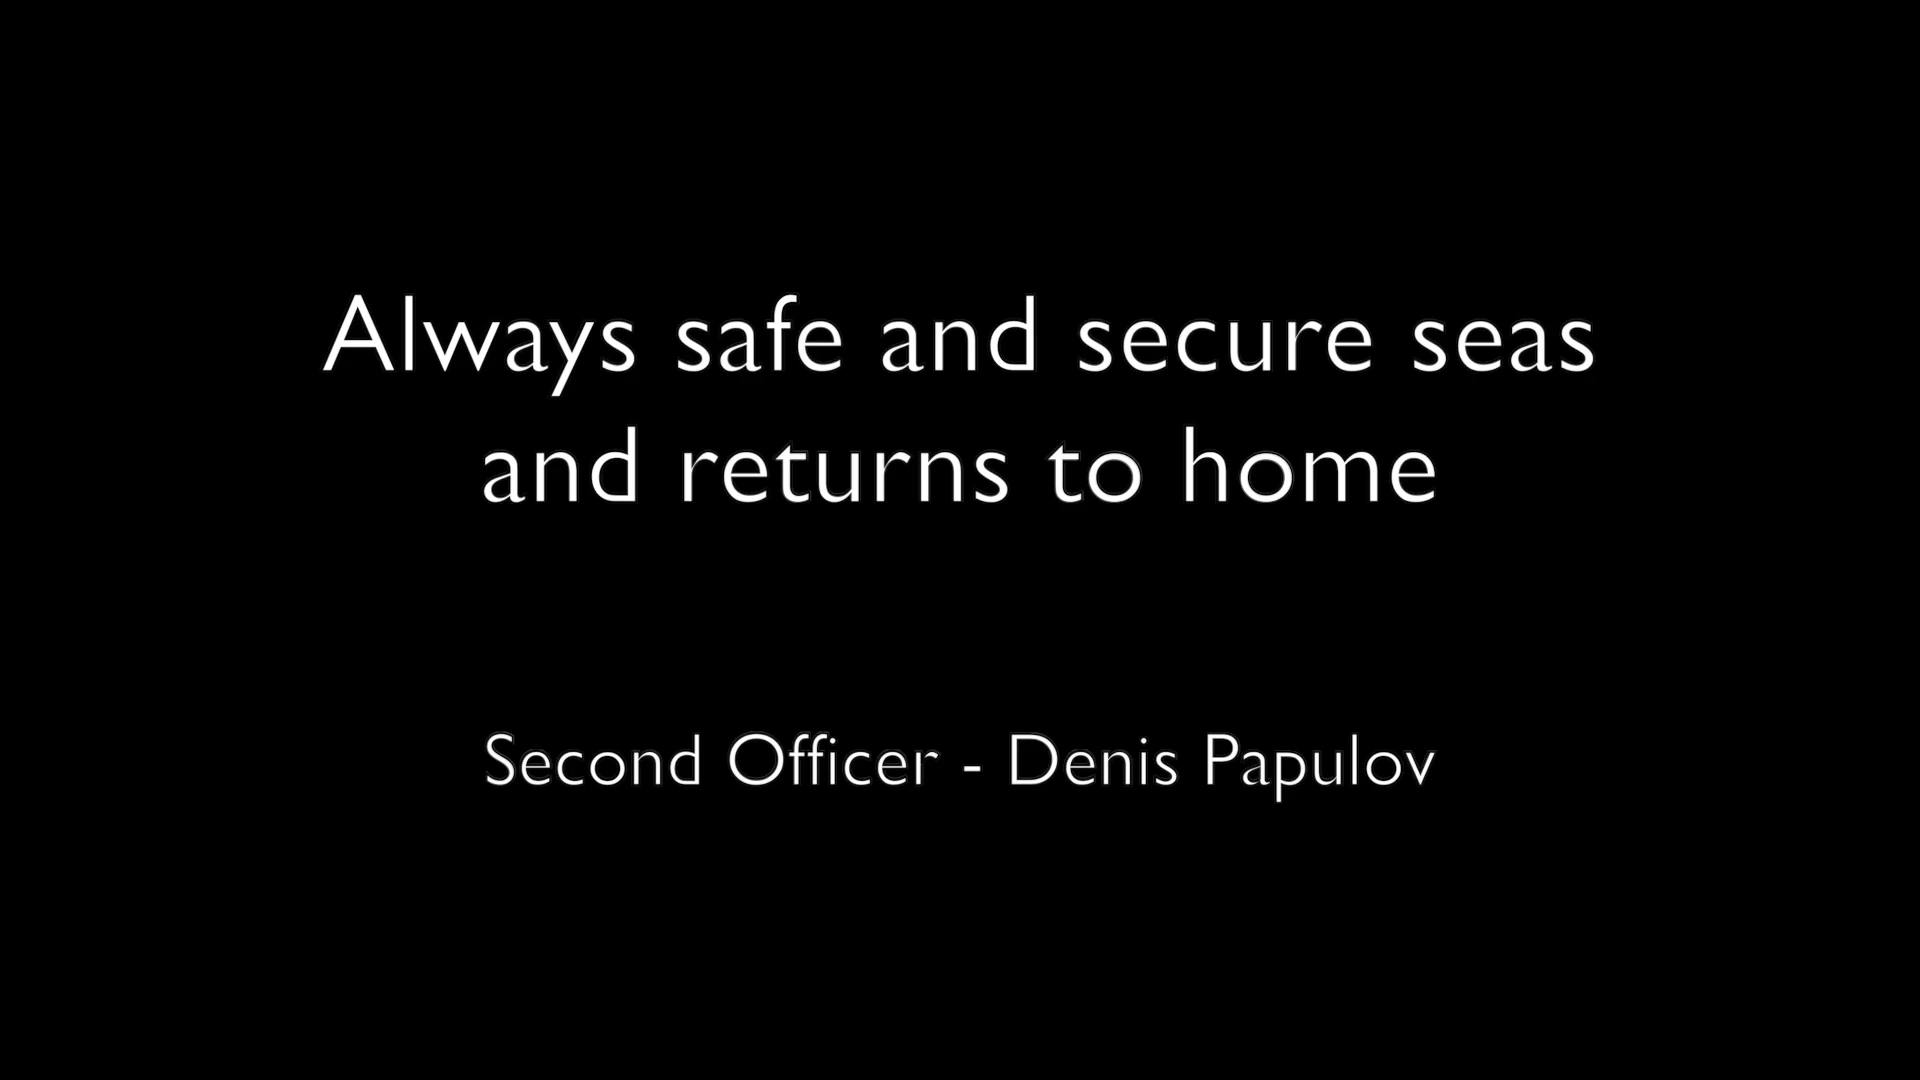 Always safe and secure seas
and returns to home
Second Officer - Denis Papulov